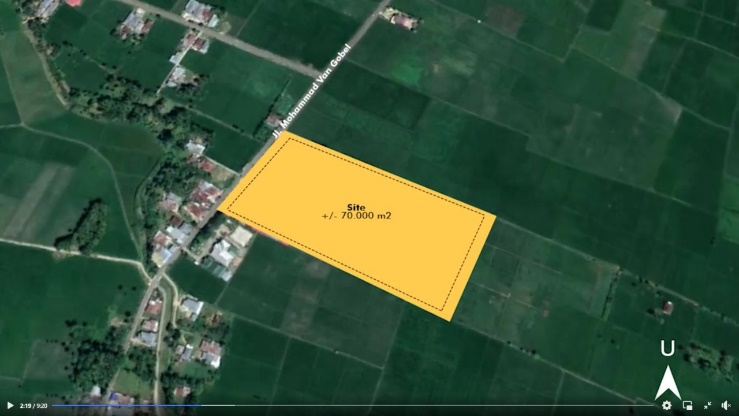 Jl. Mohammad Van Gobel
Site
+/- 70.000 m2
U
2:19 / 9:20